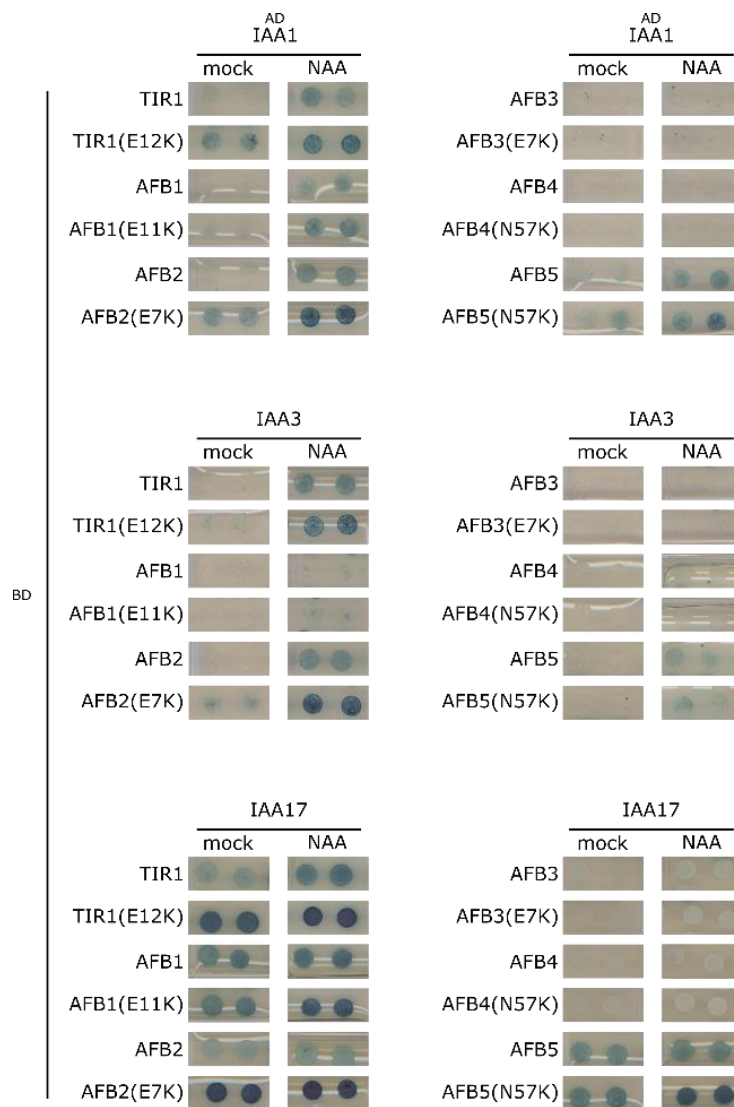 AD
IAA1
mock NAA
TIR1
TIR1(E12K)
AFB1
AFB1(E11K)
AFB2
AFB2(E7K)
AD
IAA1
mock NAA
AFB3
AFB3(E7K)
AFB4
AFB4(N57K)
AFB5
AFB5(N57K)
BD
IAA3
mock NAA
TIR1
TIR1(E12K)
AFB1
AFB1(E11K)
AFB2
AFB2(E7K)
IAA3
mock NAA
AFB3
AFB3(E7K)
AFB4
AFB4(N57K)
AFB5
AFB5(N57K)
IAA17
mock NAA
TIR1
TIR1(E12K)
AFB1
AFB1(E11K)
AFB2
AFB2(E7K)
IAA17
mock NAA
AFB3
AFB3(E7K)
AFB4
AFB4(N57K)
AFB5
AFB5(N57K)